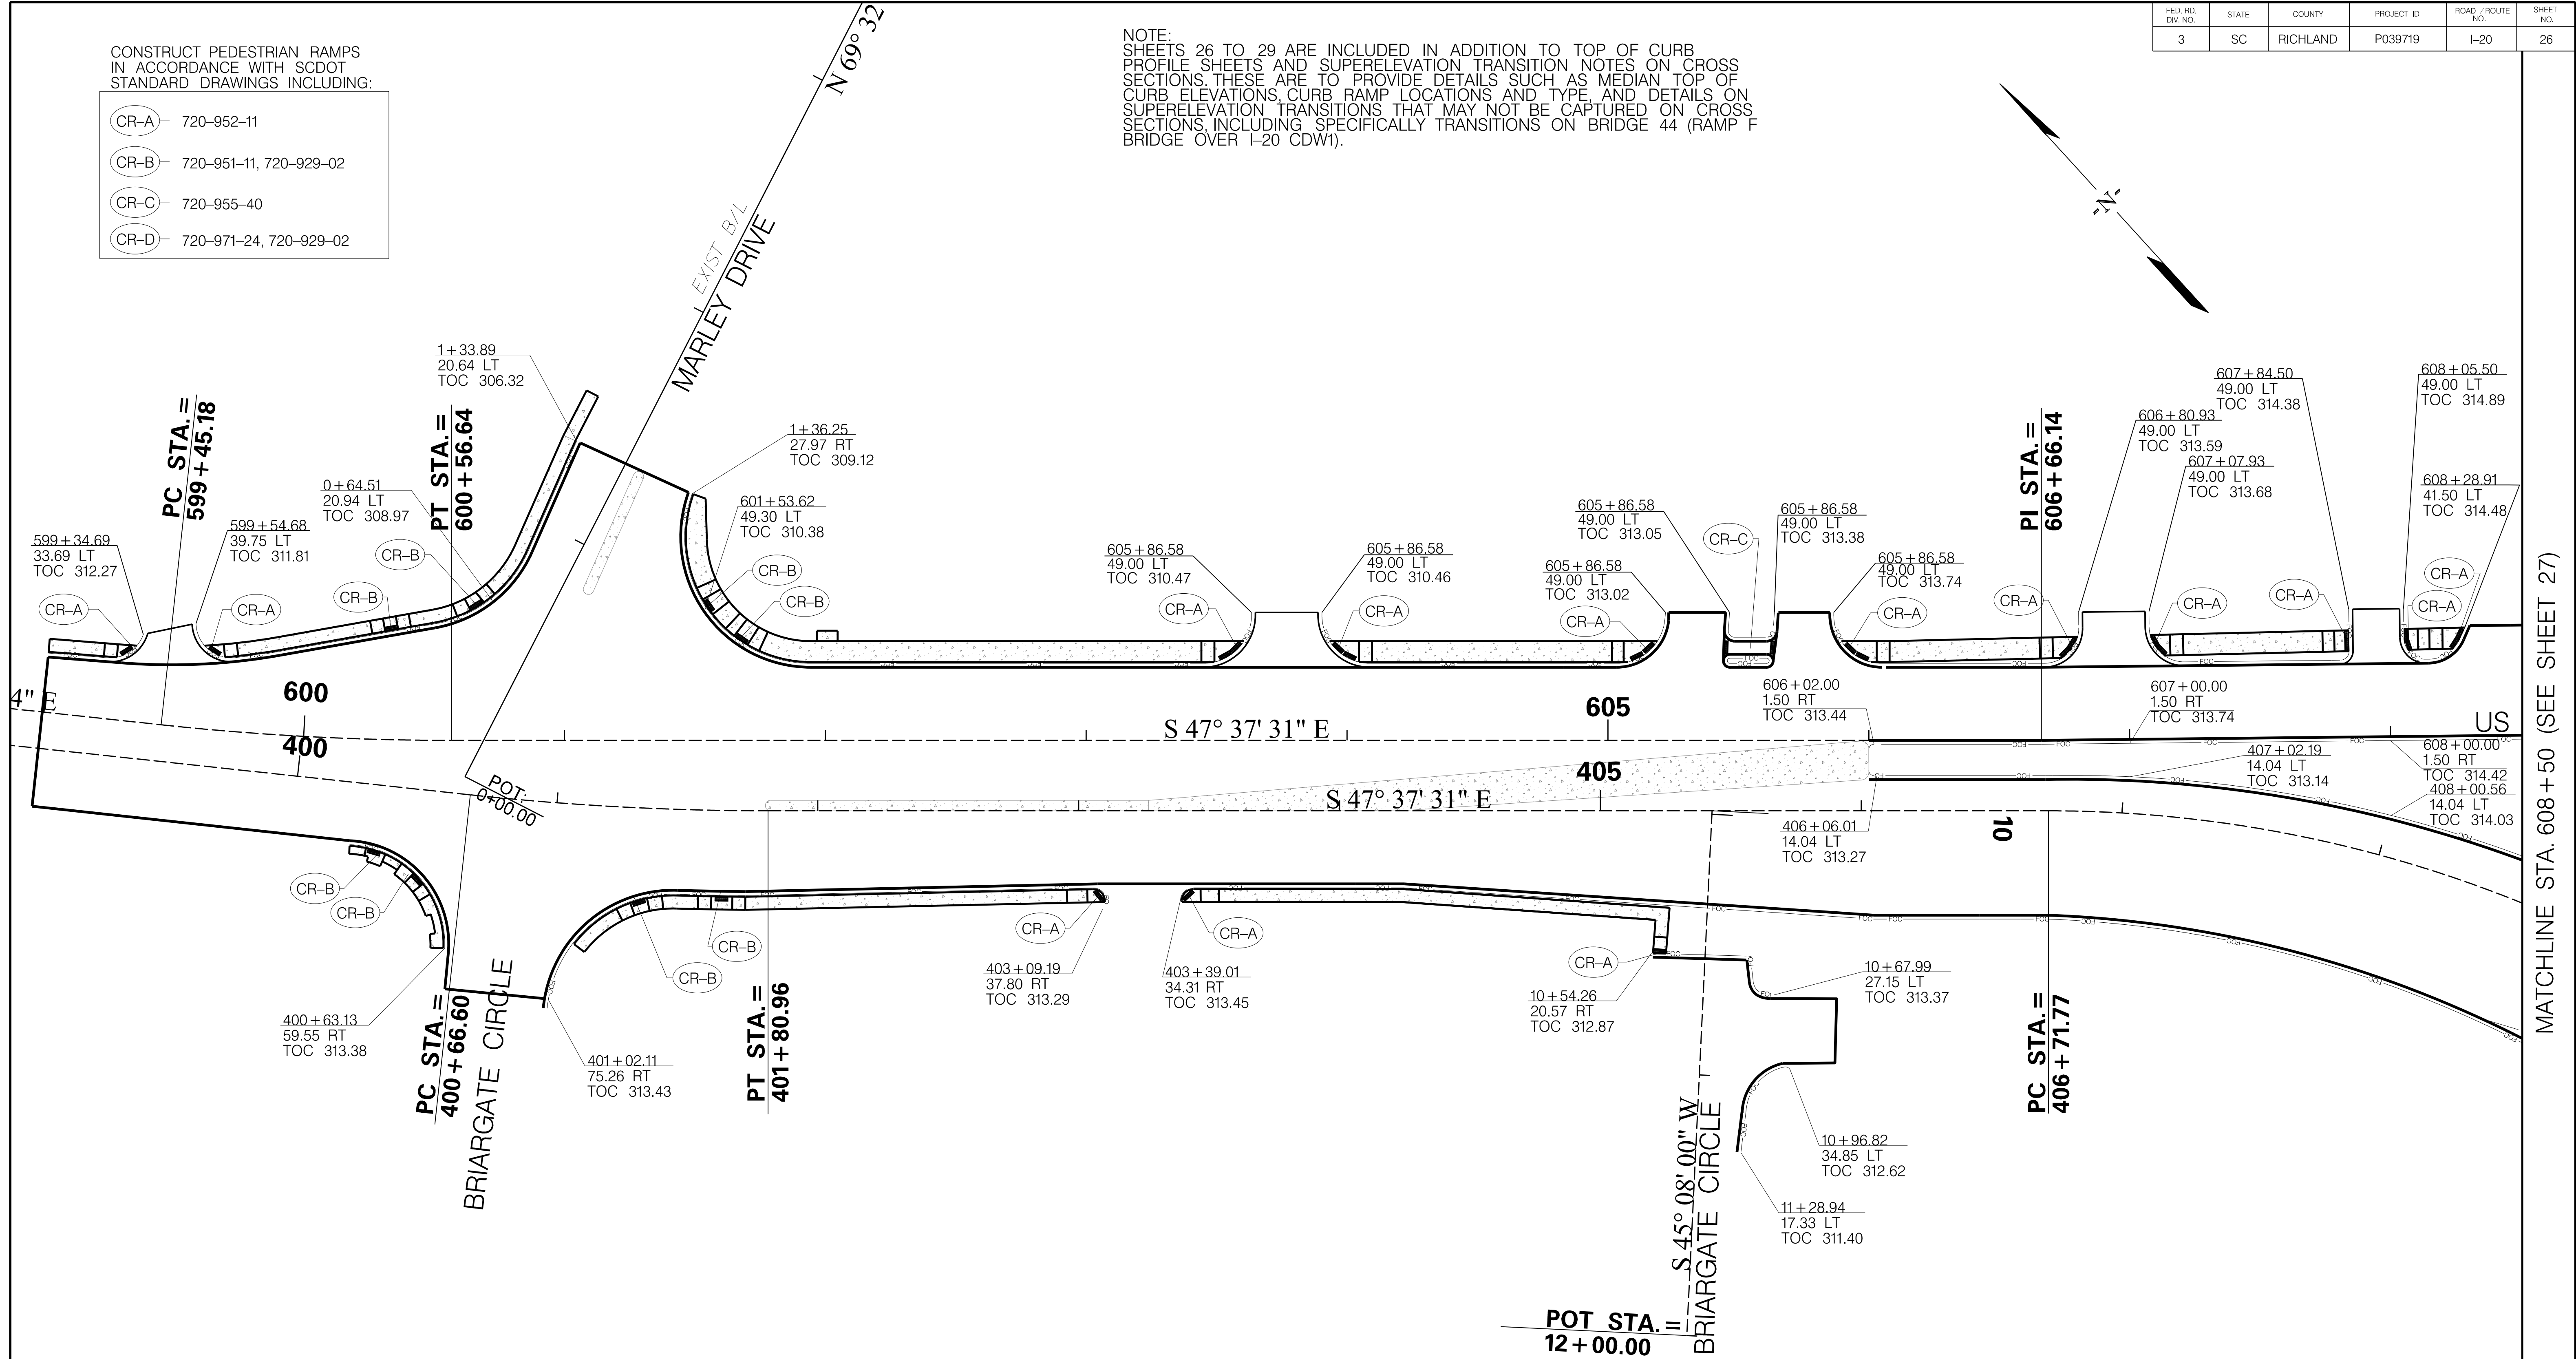 FED. RD. DIV. NO. STATE COUNTY PROJECT ID ROAD / ROUTE NO. SHEET NO.
3 SC RICHLAND P039719 I-20 26
CONSTRUCT PEDESTRIAN RAMPS
IN ACCORDANCE WITH SCDOT
STANDARD DRAWINGS INCLUDING:
CR-A 720-952-11
CR-B 720-951-11, 720-929-02
CR-C 720-955-40
CR-D 720-971-24, 720-929-02
NOTE:
SHEETS 26 TO 29 ARE INCLUDED IN ADDITION TO TOP OF CURB
PROFILE SHEETS AND SUPERELEVATION TRANSITION NOTES ON CROSS
SECTIONS. THESE ARE TO PROVIDE DETAILS SUCH AS MEDIAN TOP OF
CURB ELEVATIONS, CURB RAMP LOCATIONS AND TYPE, AND DETAILS ON
SUPERELEVATION TRANSITIONS THAT MAY NOT BE CAPTURED ON CROSS
SECTIONS, INCLUDING SPECIFICALLY TRANSITIONS ON BRIDGE 44 (RAMP F
BRIDGE OVER I-20 CDW1).
N 69° 32
-N-
EXIST B/L
MARLEY DRIVE
1+33.89
20.64 LT
TOC 306.32
PC STA. =
599+45.18
PT STA. =
600+56.64
1+36.25
27.97 RT
TOC 309.12
0+64.51
20.94 LT
TOC 308.97
599+34.69
33.69 LT
TOC 312.27
599+54.68
39.75 LT
TOC 311.81
601+53.62
49.30 LT
TOC 310.38
605+86.58
49.00 LT
TOC 310.47
605+86.58
49.00 LT
TOC 310.46
605+86.58
49.00 LT
TOC 313.05
605+86.58
49.00 LT
TOC 313.02
605+86.58
49.00 LT
TOC 313.38
605+86.58
49.00 LT
TOC 313.74
PI STA. =
606+66.14
606+80.93
49.00 LT
TOC 313.59
607+07.93
49.00 LT
TOC 313.68
607+84.50
49.00 LT
TOC 314.38
608+05.50
49.00 LT
TOC 314.89
608+28.91
41.50 LT
TOC 314.48
CR-A
CR-A
CR-B
CR-B
CR-B
CR-B
CR-A
CR-A
CR-A
CR-C
CR-A
CR-A
CR-A
CR-A
CR-A
CR-A
4" E
600
400
S 47° 37' 31" E
605
405
S 47° 37' 31" E
606+02.00
1.50 RT
TOC 313.44
607+00.00
1.50 RT
TOC 313.74
US
608+00.00
1.50 RT
TOC 314.42
407+02.19
14.04 LT
TOC 313.14
408+00.56
14.04 LT
TOC 314.03
406+06.01
14.04 LT
TOC 313.27
10
POT:
0+00.00
CR-B
CR-B
CR-B
CR-B
CR-A
CR-A
CR-A
403+09.19
37.80 RT
TOC 313.29
403+39.01
34.31 RT
TOC 313.45
10+54.26
20.57 RT
TOC 312.87
10+67.99
27.15 LT
TOC 313.37
400+63.13
59.55 RT
TOC 313.38
PC STA. =
400+66.60
BRIARGATE CIRCLE
401+02.11
75.26 RT
TOC 313.43
PT STA. =
401+80.96
PC STA. =
406+71.77
10+96.82
34.85 LT
TOC 312.62
11+28.94
17.33 LT
TOC 311.40
S 45° 08' 00" W
BRIARGATE CIRCLE
POT STA. =
12+00.00
MATCHLINE STA. 608+50 (SEE SHEET 27)